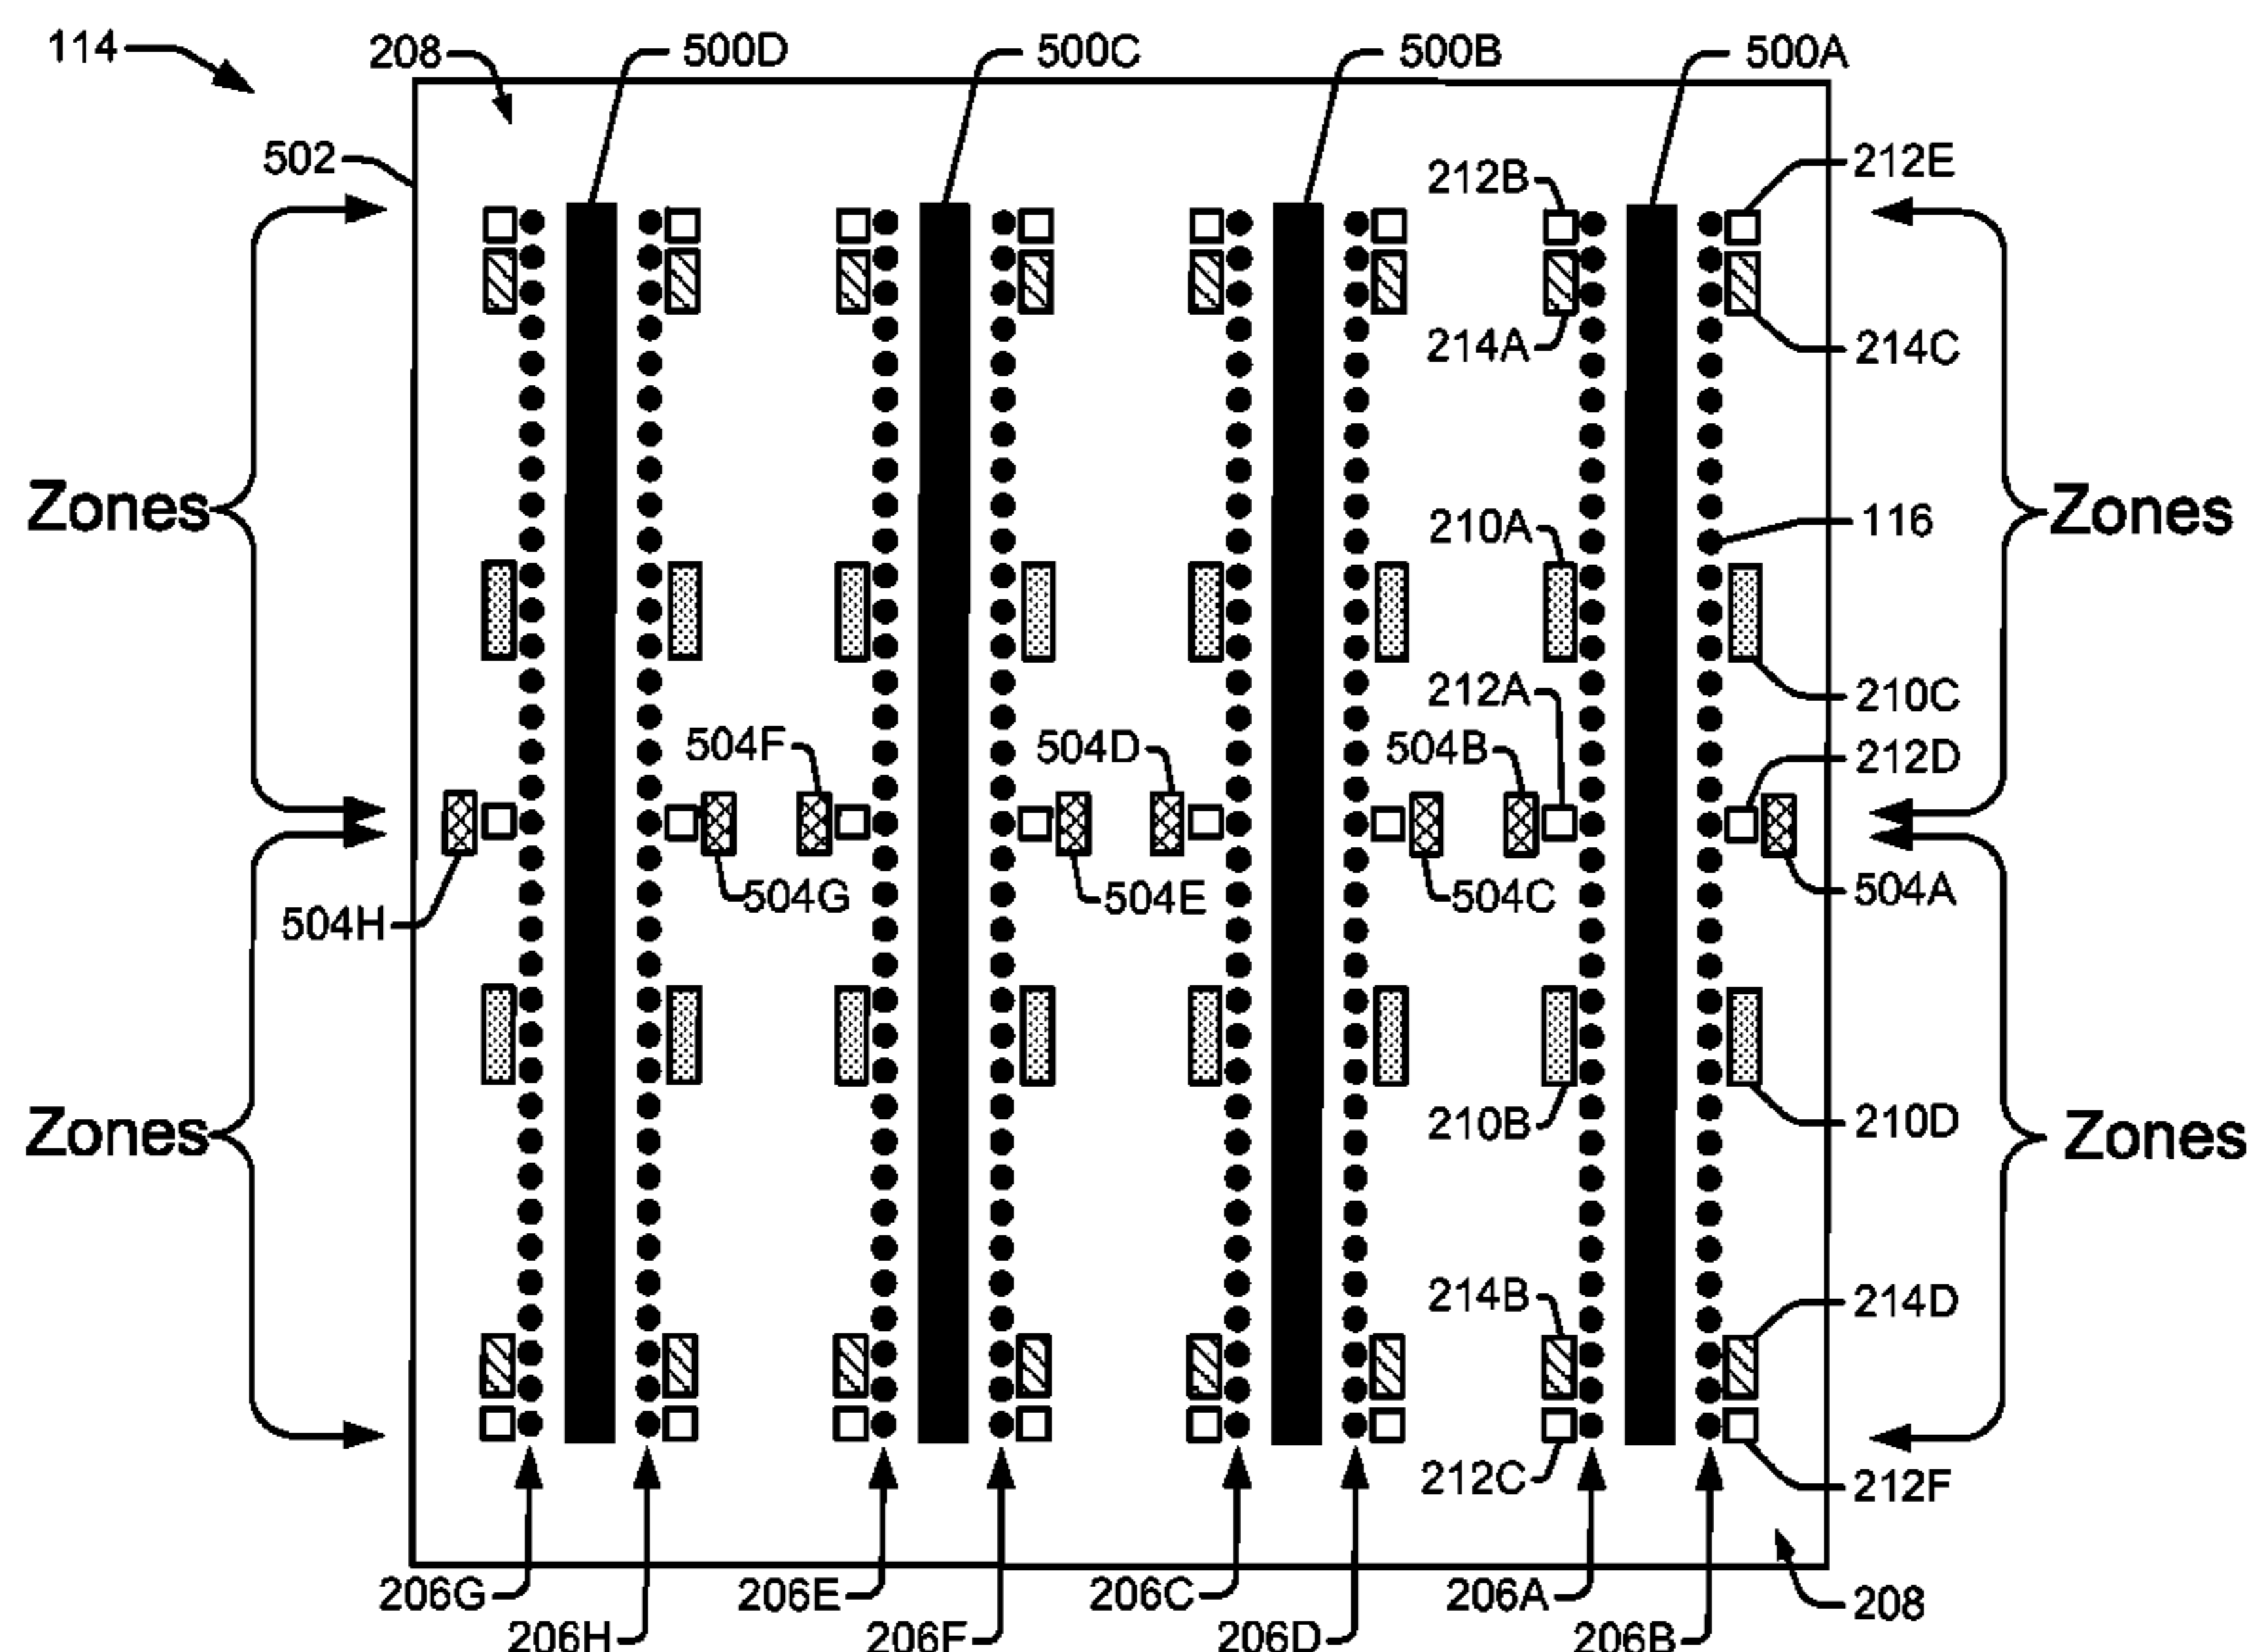 114
208
500D
500C
500B
500A
502
212B
212E
214A
214C
Zones
210A
116
Zones
212A
210C
504F
504D
504B
212D
504H
504G
504E
504C
504A
Zones
210B
210D
Zones
214B
214D
212C
212F
206G
206E
206C
206A
208
206H
206F
206D
206B